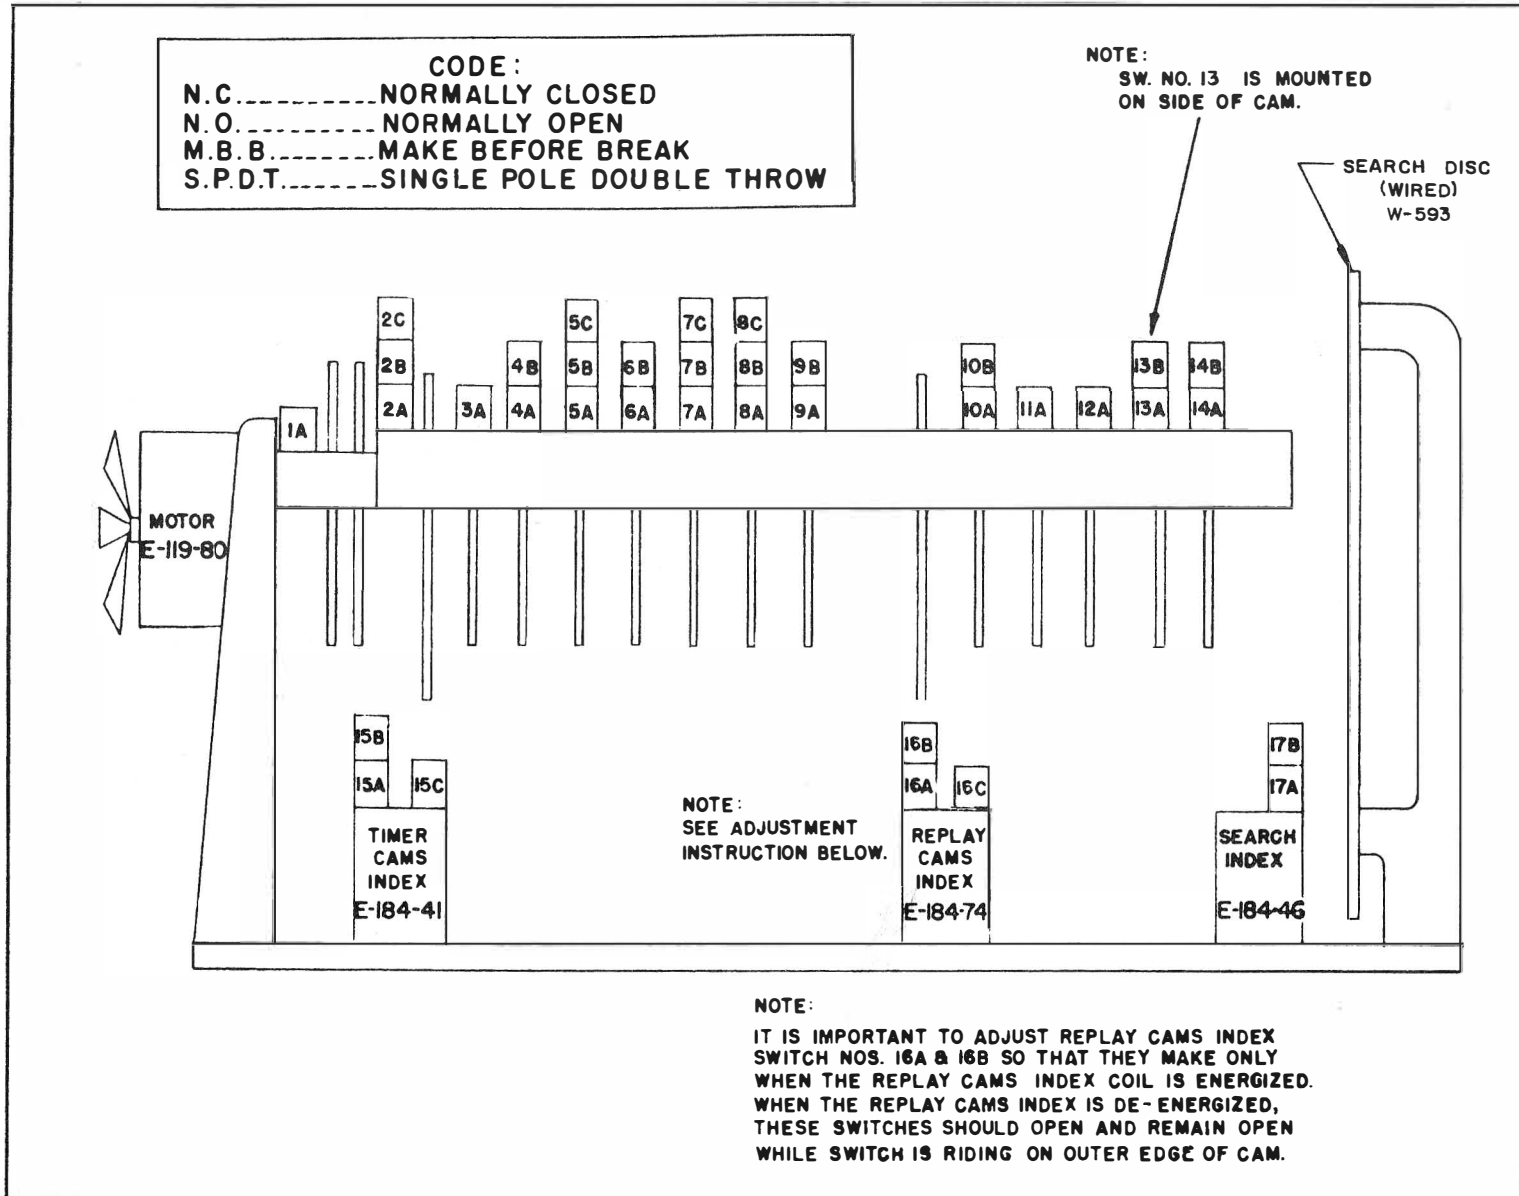 CODE:
N.C.---------- NORMALLY CLOSED
N.O.---------- NORMALLY OPEN
M.B.B.-------- MAKE BEFORE BREAK
S.P.D.T.------- SINGLE POLE DOUBLE THROW
NOTE:
SW. NO. 13 IS MOUNTED
ON SIDE OF CAM.
SEARCH DISC
(WIRED)
W-593
2C 5C 7C 8C
2B 4B 5B 6B 7B 8B 9B 10B 13B 14B
2A 3A 4A 5A 6A 7A 8A 9A 10A 11A 12A 13A 14A
1A
MOTOR
E-119-80
15B
15A 15C
TIMER
CAMS
INDEX
E-184-41
NOTE:
SEE ADJUSTMENT
INSTRUCTION BELOW.
16B
16A 16C
REPLAY
CAMS
INDEX
E-184-74
17B
17A
SEARCH
INDEX
E-184-46
NOTE:
IT IS IMPORTANT TO ADJUST REPLAY CAMS INDEX
SWITCH NOS. 16A & 16B SO THAT THEY MAKE ONLY
WHEN THE REPLAY CAMS INDEX COIL IS ENERGIZED.
WHEN THE REPLAY CAMS INDEX IS DE-ENERGIZED,
THESE SWITCHES SHOULD OPEN AND REMAIN OPEN
WHILE SWITCH IS RIDING ON OUTER EDGE OF CAM.